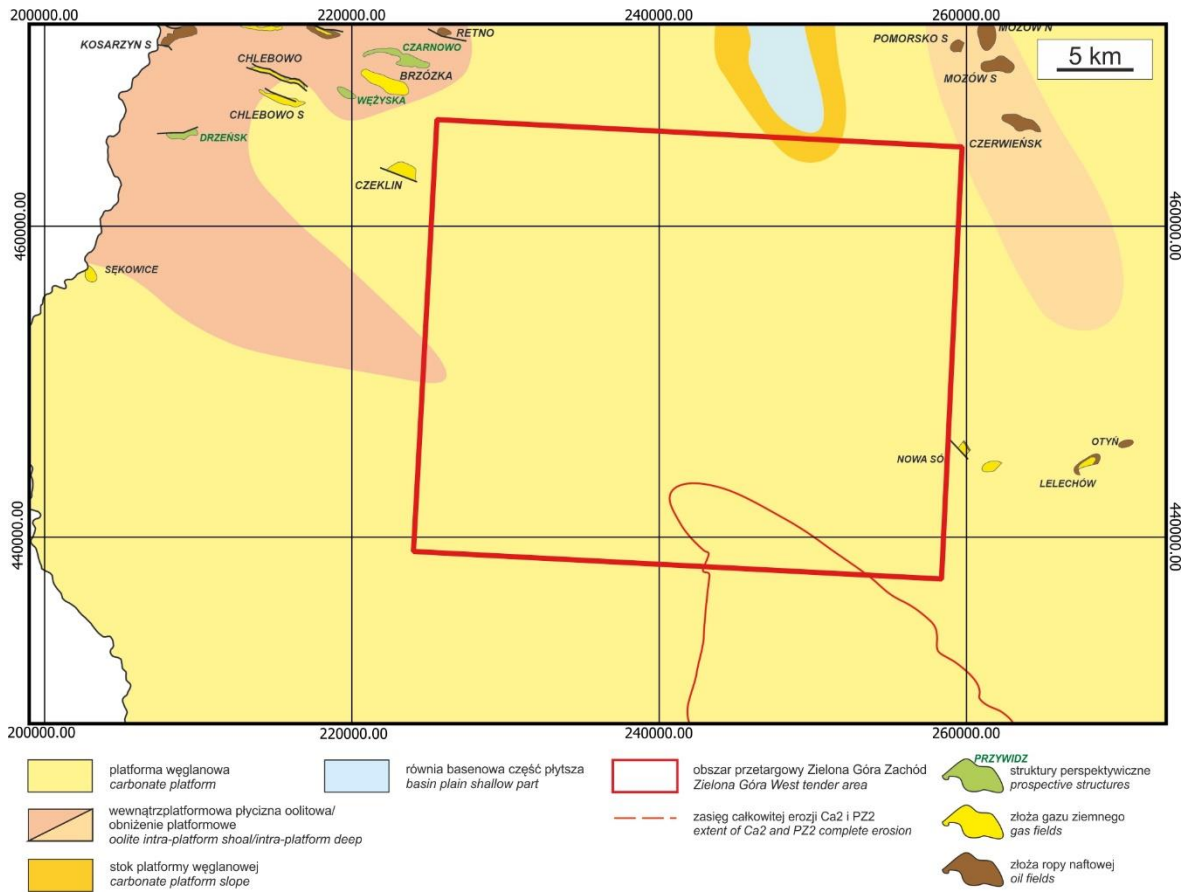 200000.00 220000.00 240000.00 260000.00
KOSARZYN S
RETNO
CZARNOWO
BRZÓZKA
CHLEBOWO
WĘŻYSKA
CHLEBOWO S
DRZEŃSK
CZEKLIN
POMORSKO S
MOZÓW N
MOZÓW S
CZERWIEŃSK
5 km
460000.00 460000.00
SĘKOWICE
NOWA SÓ
OTYŃ
LELECHÓW
440000.00 440000.00
200000.00 220000.00 240000.00 260000.00
platforma węglanowa
carbonate platform
wewnątrzplatformowa płycizna oolitowa/
obniżenie platformowe
oolite intra-platform shoal/intra-platform deep
stok platformy węglanowej
carbonate platform slope
równia basenowa część płytsza
basin plain shallow part
obszar przetargowy Zielona Góra Zachód
Zielona Góra West tender area
zasięg całkowitej erozji Ca2 i PZ2
extent of Ca2 and PZ2 complete erosion
PRZYWIDZ
struktury perspektywiczne
prospective structures
złoża gazu ziemnego
gas fields
złoża ropy naftowej
oil fields